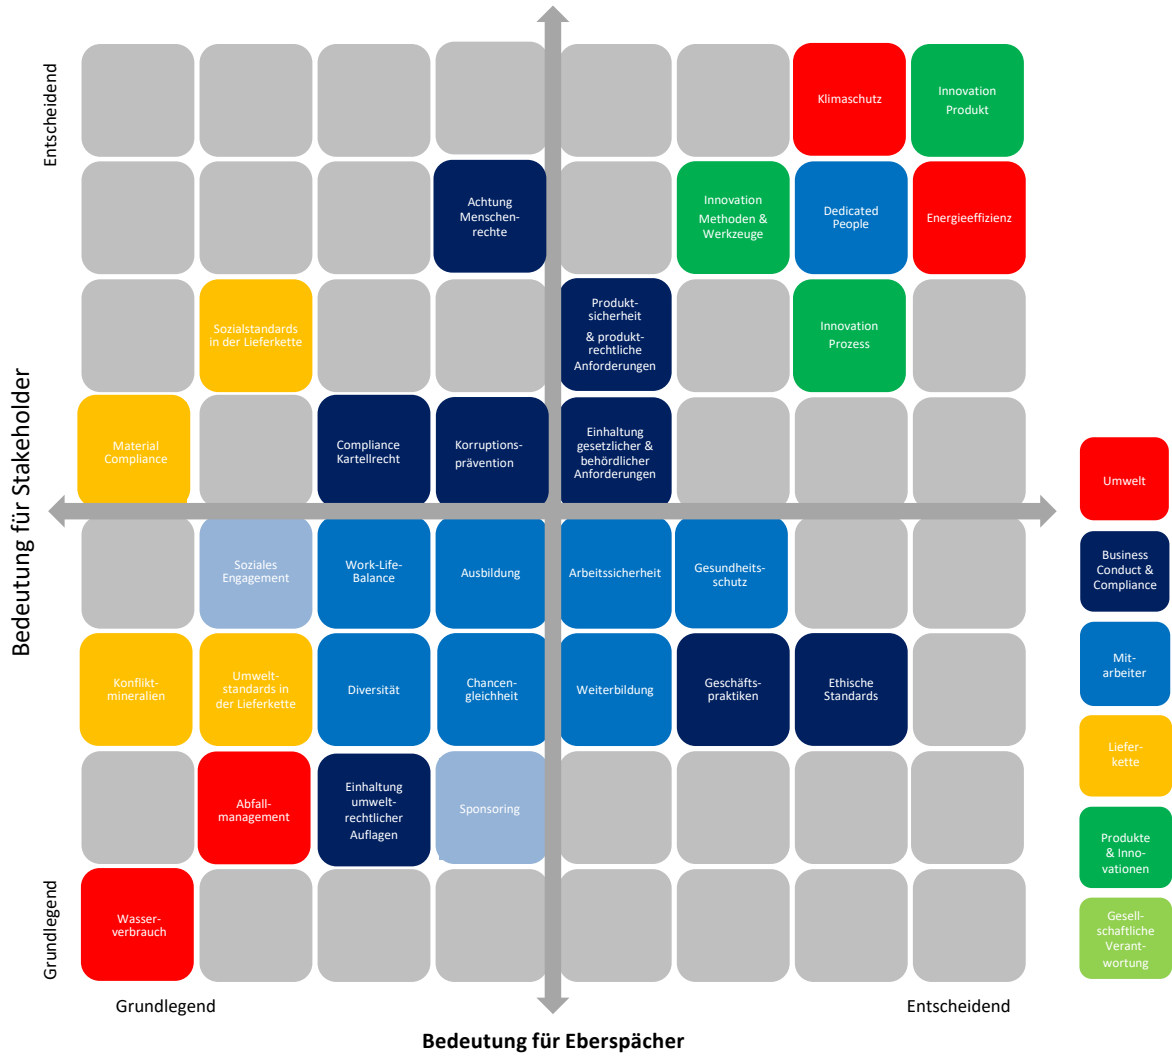 Entscheidend
Klimaschutz
Innovation
Produkt
Achtung
Menschen-
rechte
Innovation
Methoden &
Werkzeuge
Dedicated
People
Energieeffizienz
Sozialstandards
in der Lieferkette
Produkt-
sicherheit
& produkt-
rechtliche
Anforderungen
Innovation
Prozess
Bedeutung für Stakeholder
Material
Compliance
Compliance
Kartellrecht
Korruptions-
prävention
Einhaltung
gesetzlicher &
behördlicher
Anforderungen
Soziales
Engagement
Work-Life-
Balance
Ausbildung
Arbeitssicherheit
Gesundheits-
schutz
Konflikt-
mineralien
Umwelt-
standards in
der Lieferkette
Diversität
Chancen-
gleichheit
Weiterbildung
Geschäfts-
praktiken
Ethische
Standards
Abfall-
management
Einhaltung
umwelt-
rechtlicher
Auflagen
Sponsoring
Grundlegend
Wasser-
verbrauch
Grundlegend
Entscheidend
Bedeutung für Eberspächer
Umwelt
Business
Conduct &
Compliance
Mit-
arbeiter
Liefer-
kette
Produkte
& Inno-
vationen
Gesell-
schaftliche
Verant-
wortung